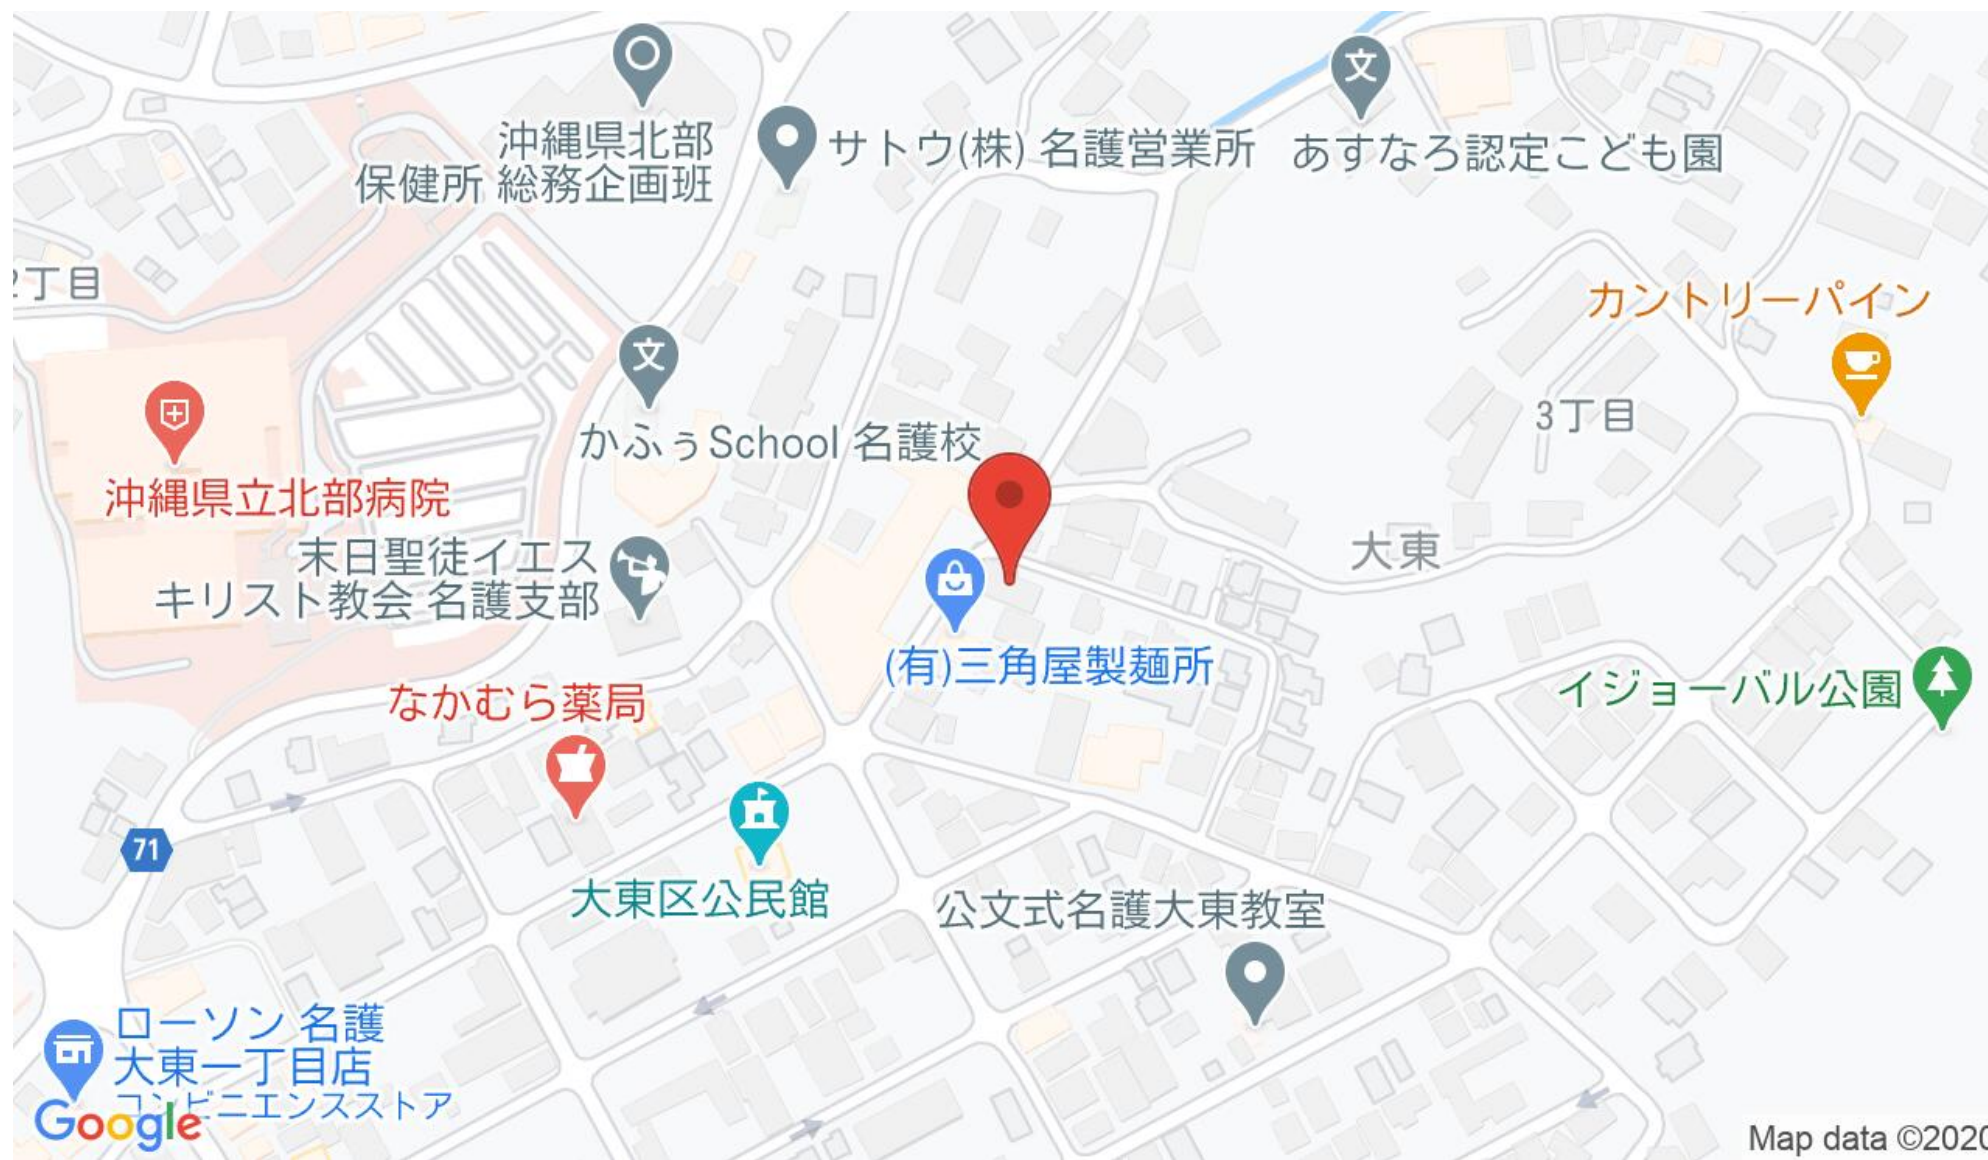 沖縄県北部
保健所 総務企画班
サトウ(株) 名護営業所
文
あすなろ認定こども園
2丁目
カントリーパイン
文
3丁目
かふぅSchool 名護校
沖縄県立北部病院
末日聖徒イエス
キリスト教会 名護支部
大東
(有)三角屋製麺所
なかむら薬局
イジョーバル公園
71
大東区公民館
公文式名護大東教室
ローソン 名護
大東一丁目店
コンビニエンスストア
Google
Map data ©2020